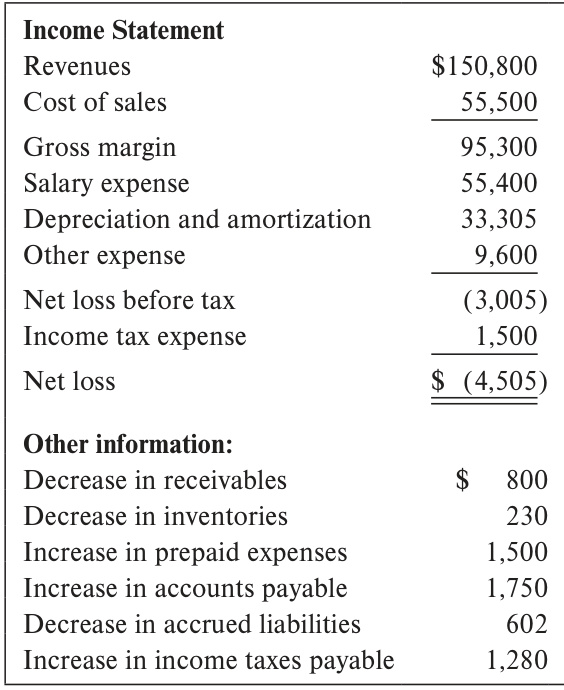 Income Statement
Revenues $150,800
Cost of sales 55,500
Gross margin 95,300
Salary expense 55,400
Depreciation and amortization 33,305
Other expense 9,600
Net loss before tax (3,005)
Income tax expense 1,500
Net loss $ (4,505)
Other information:
Decrease in receivables $ 800
Decrease in inventories 230
Increase in prepaid expenses 1,500
Increase in accounts payable 1,750
Decrease in accrued liabilities 602
Increase in income taxes payable 1,280